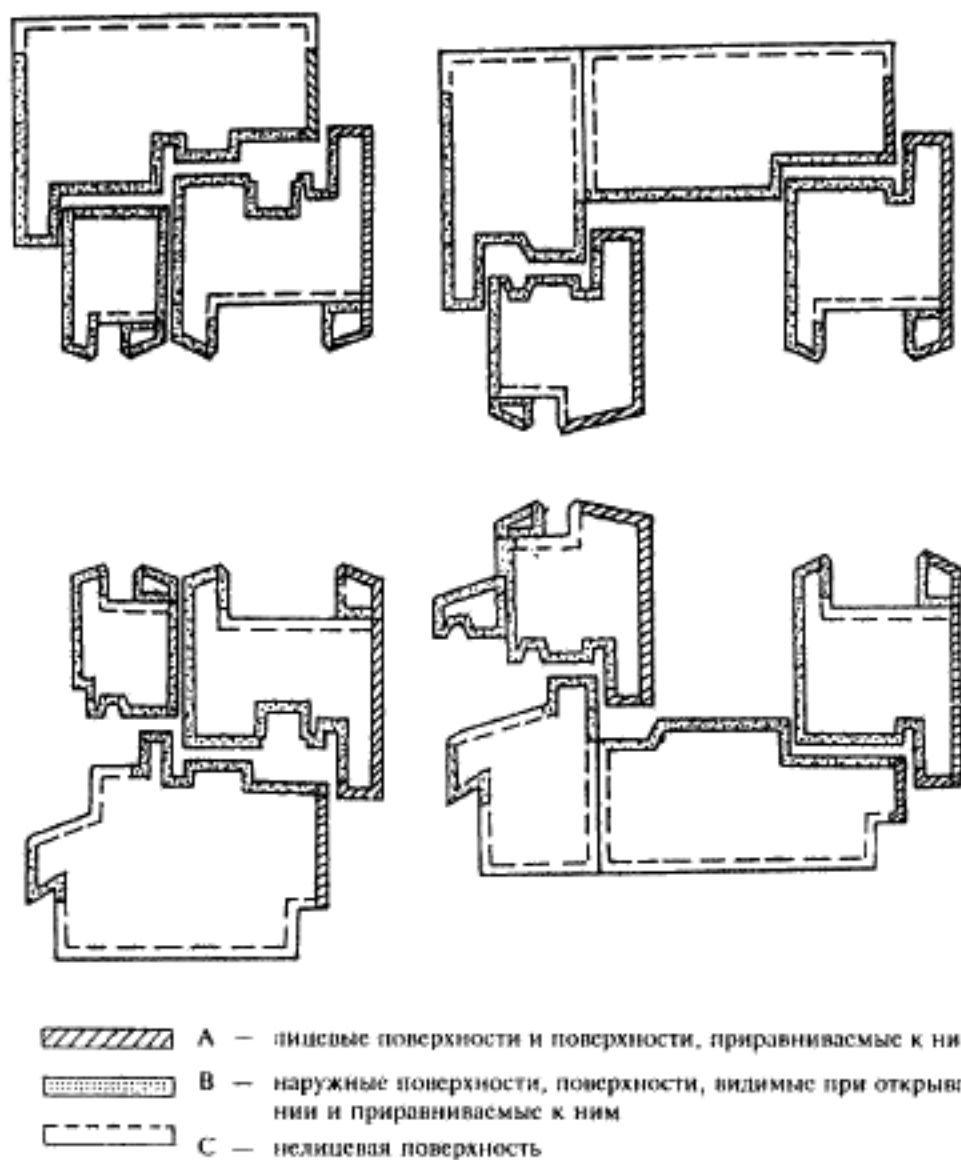 А — лицевые поверхности и поверхности, приравниваемые к ни
В — наружные поверхности, поверхности, видимые при открыва
нии и приравниваемые к ним
С — нелицевая поверхность